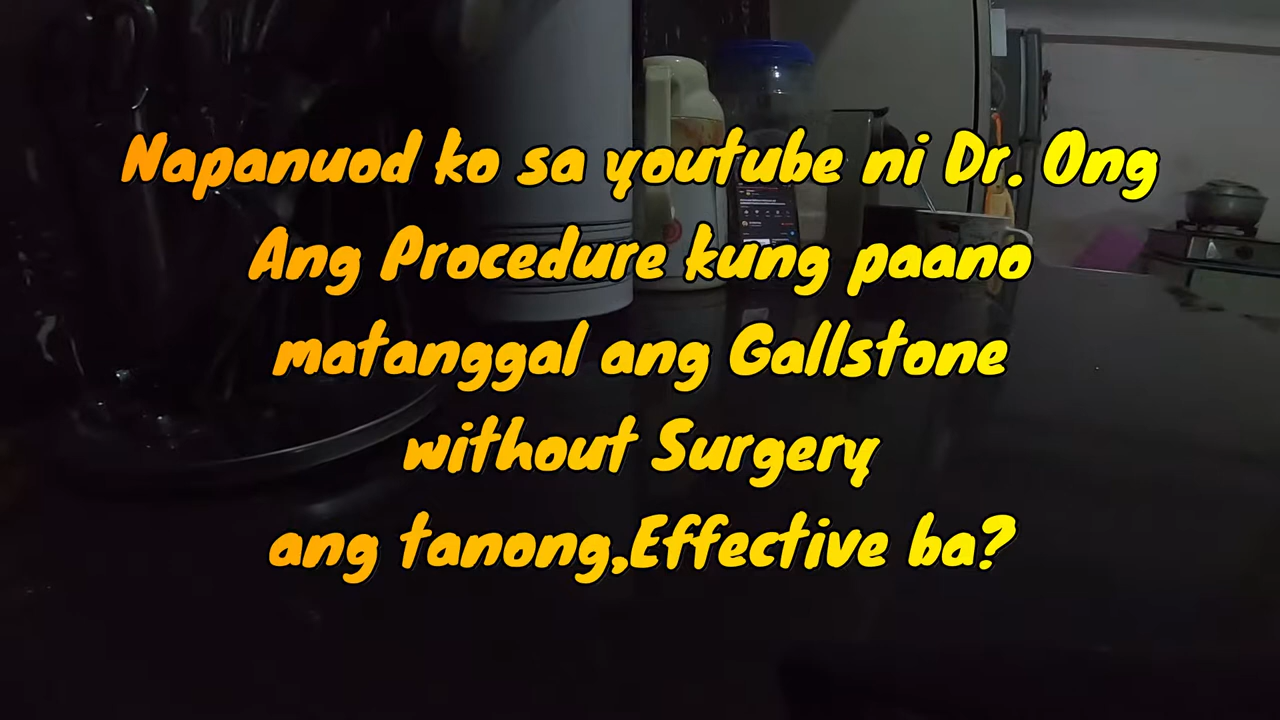 Napanuod ko sa youtube ni Dr. Ong
Ang Procedure kung paano
matanggal ang Gallstone
without Surgery
ang tanong,Effective ba?